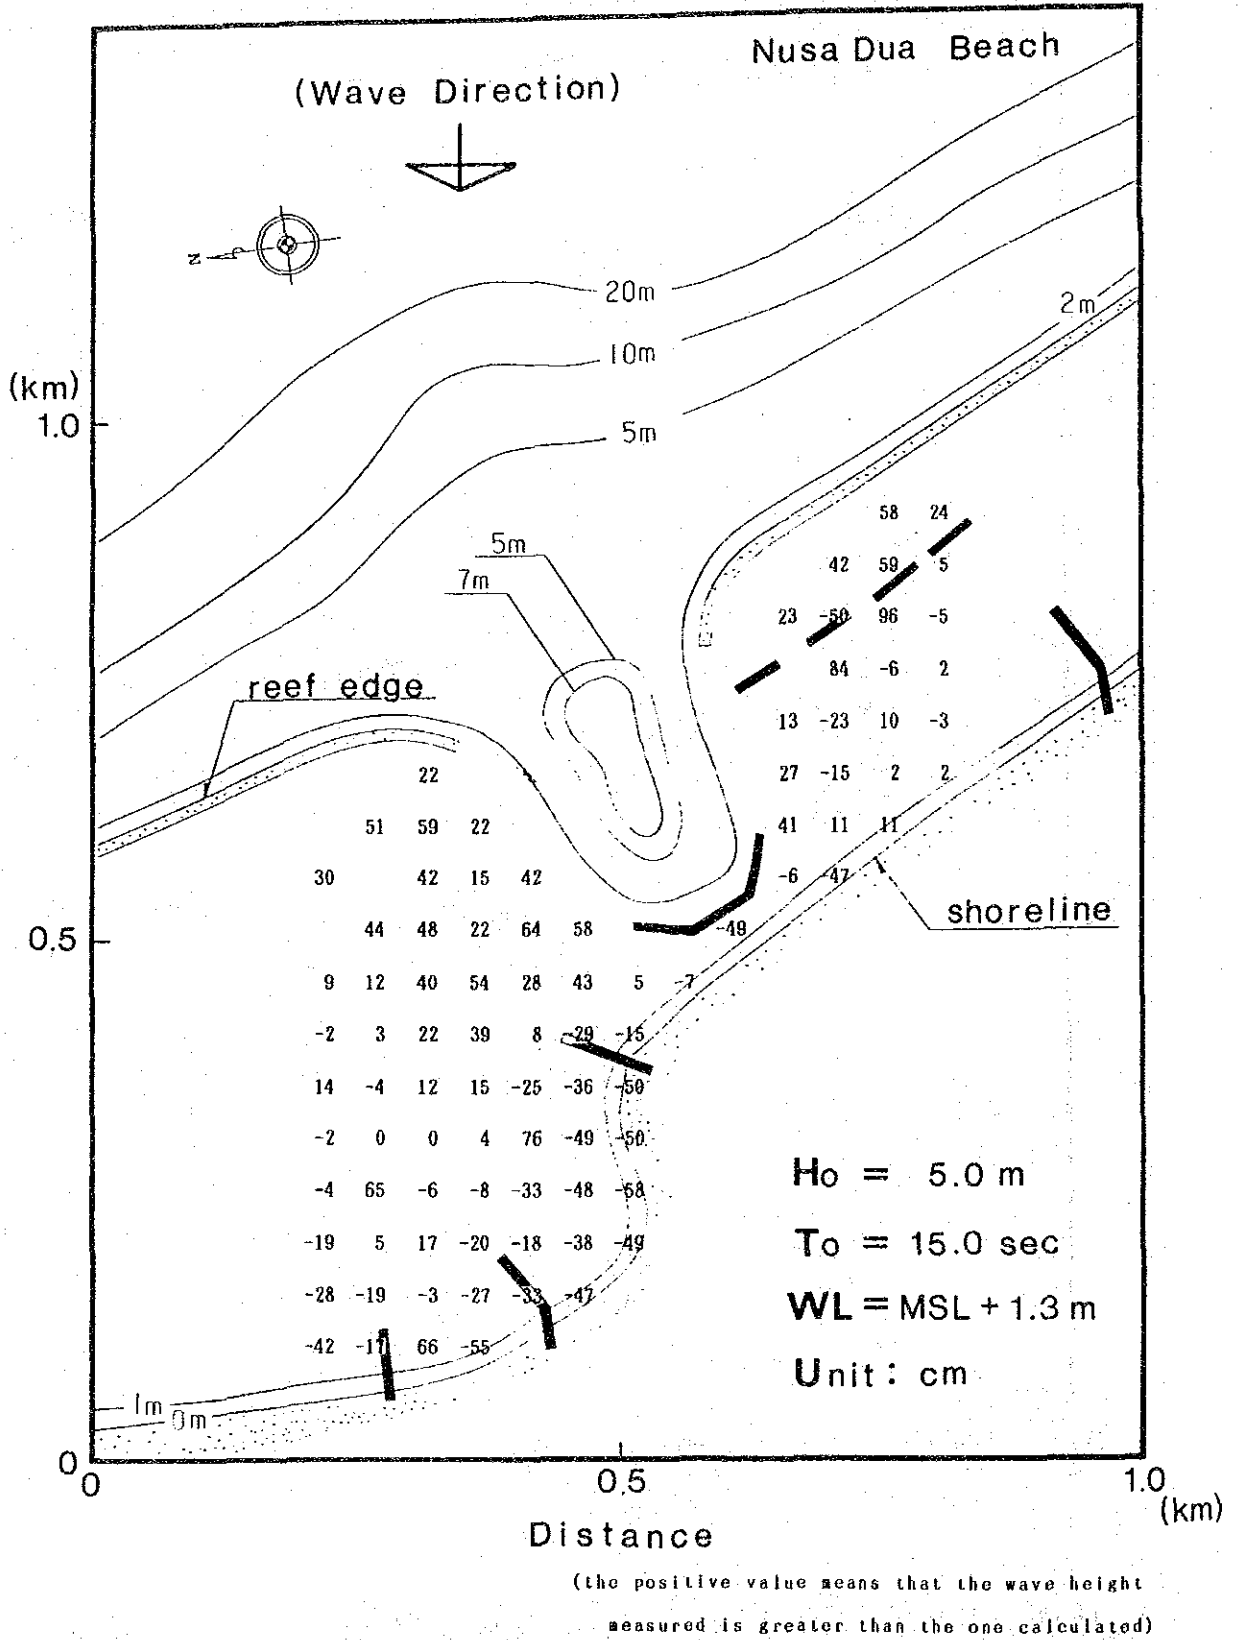 Nusa Dua Beach
(Wave Direction)
N
20m
2m
10m
(km)
1.0
5m
58 24
5m
42 59 5
7m
23 -50 96 -5
84 -6 2
reef edge
13 -23 10 -3
22
27 -15 2 2
51 59 22
41 11 11
30 42 15 42
-6 -47
shoreline
0.5
44 48 22 64 58 -49
9 12 40 54 28 43 5 -7
-2 3 22 39 8 -29 -15
14 -4 12 15 -25 -36 -50
-2 0 0 4 76 -49 -50
Ho = 5.0 m
-4 65 -6 -8 -33 -48 -58
To = 15.0 sec
-19 5 17 -20 -18 -38 -49
WL = MSL + 1.3 m
-28 -19 -3 -27 -33 -47
-42 -17 66 -55
Unit: cm
1m
0m
0
0 0.5 1.0
(km)
Distance
(the positive value means that the wave height
measured is greater than the one calculated)